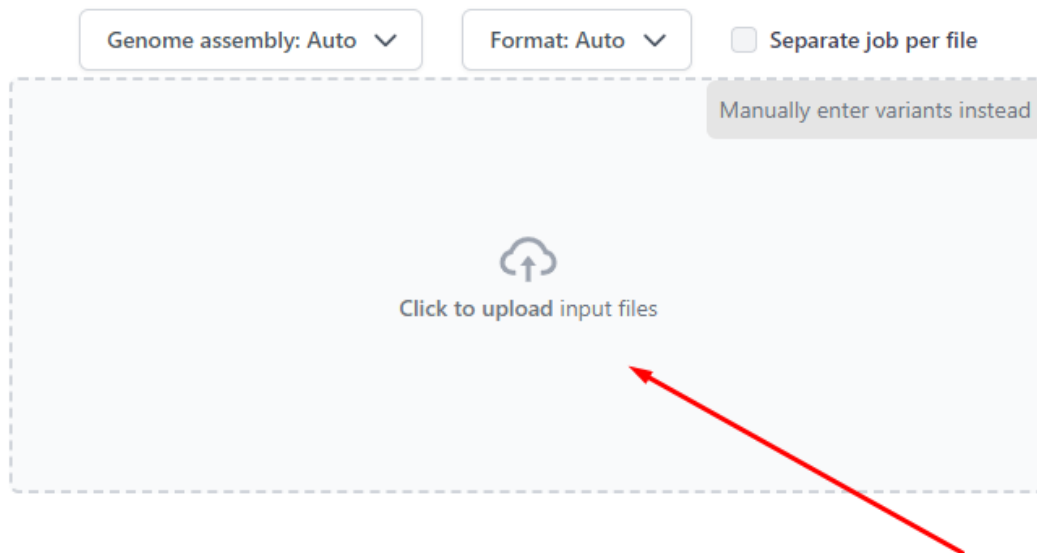 Genome assembly: Auto
Format: Auto
Separate job per file
Manually enter variants instead
Click to upload input files